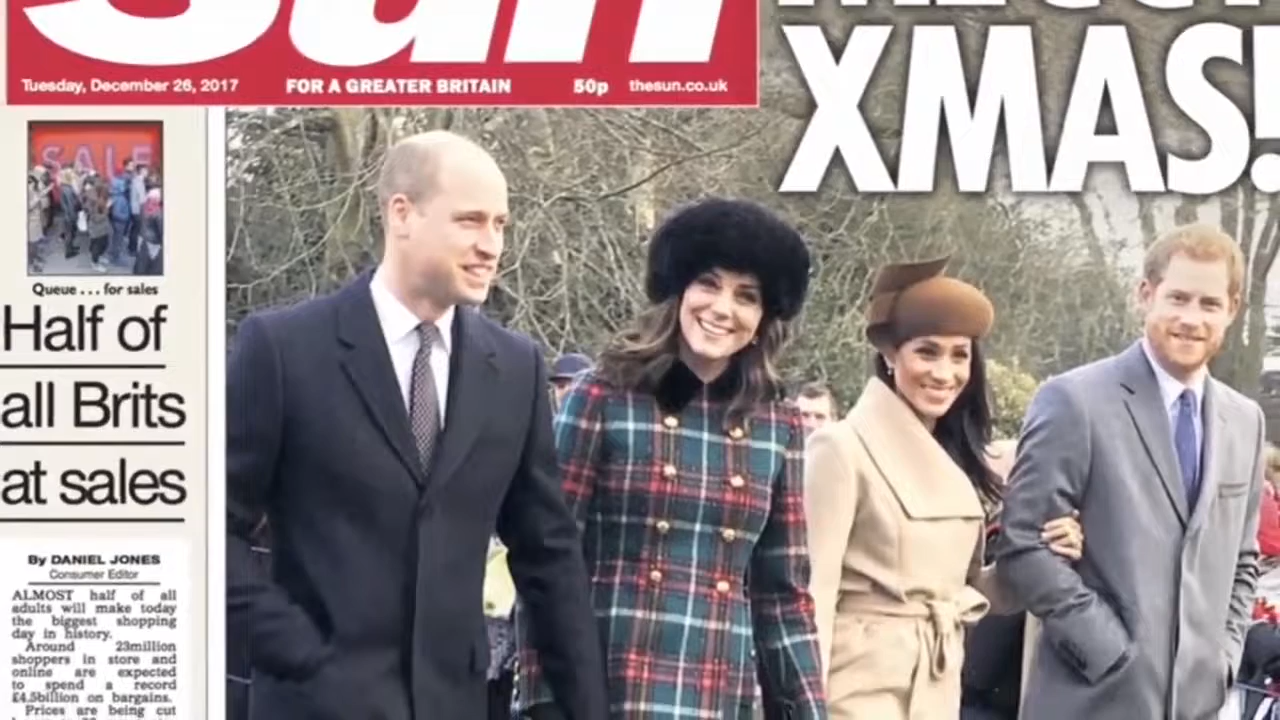 Sun
Tuesday, December 26, 2017 FOR A GREATER BRITAIN 50p thesun.co.uk
XMAS!
SALE
Queue . . . for sales
Half of
all Brits
at sales
By DANIEL JONES
Consumer Editor
ALMOST half of all
adults will make today
the biggest shopping
day in history.
Around 23million
shoppers in store and
online are expected
to spend a record
£4.5billion on bargains.
Prices are being cut